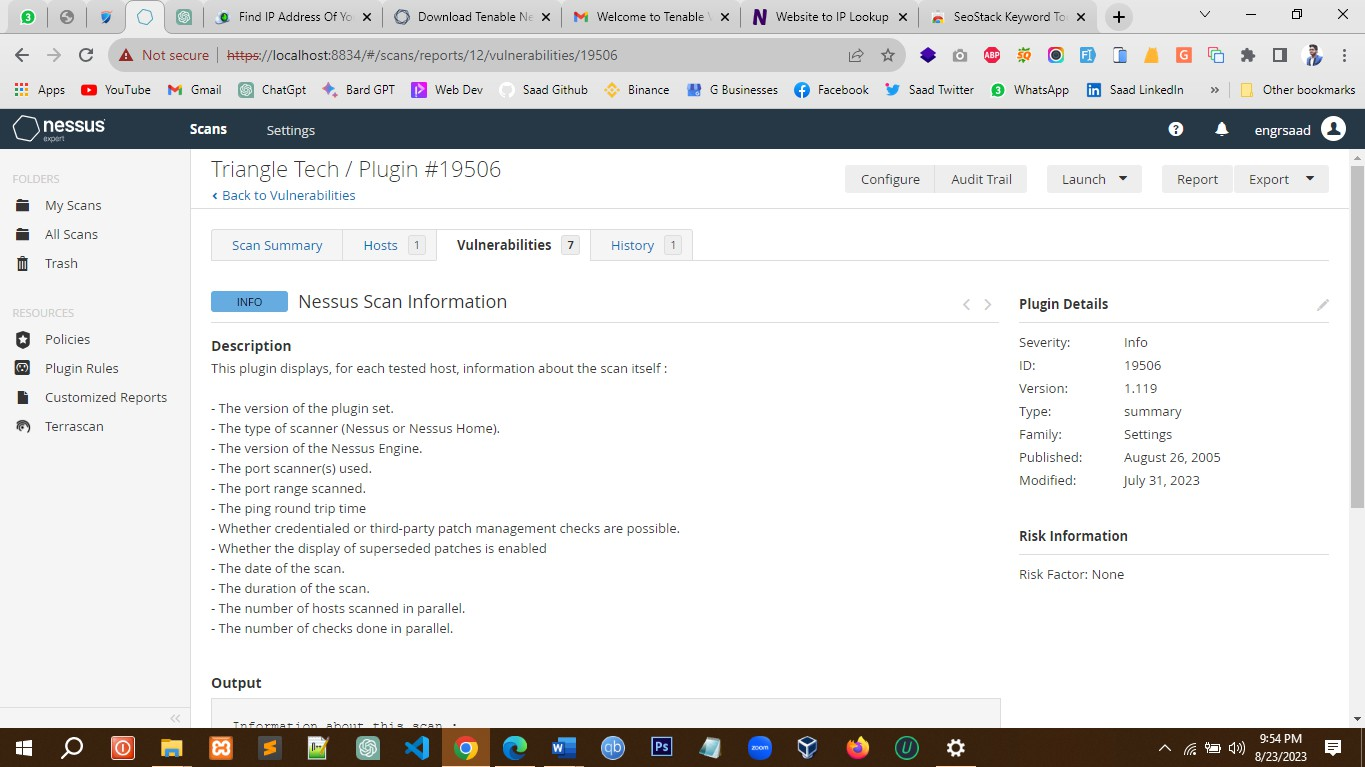 Find IP Address Of Yo
Download Tenable Ne
Welcome to Tenable
Website to IP Lookup
SeoStack Keyword To
Not secure https://localhost:8834/#/scans/reports/12/vulnerabilities/19506
Apps YouTube Gmail ChatGpt Bard GPT Web Dev Saad Github Binance G Businesses Facebook Saad Twitter WhatsApp Saad LinkedIn » Other bookmarks
nessus expert Scans Settings engrsaad
FOLDERS
My Scans
All Scans
Trash
RESOURCES
Policies
Plugin Rules
Customized Reports
Terrascan
Triangle Tech / Plugin #19506
‹ Back to Vulnerabilities
Configure Audit Trail Launch Report Export
Scan Summary Hosts 1 Vulnerabilities 7 History 1
INFO Nessus Scan Information
Description
This plugin displays, for each tested host, information about the scan itself :
- The version of the plugin set.
- The type of scanner (Nessus or Nessus Home).
- The version of the Nessus Engine.
- The port scanner(s) used.
- The port range scanned.
- The ping round trip time
- Whether credentialed or third-party patch management checks are possible.
- Whether the display of superseded patches is enabled
- The date of the scan.
- The duration of the scan.
- The number of hosts scanned in parallel.
- The number of checks done in parallel.
Output
Information about this scan :
Plugin Details
Severity: Info
ID: 19506
Version: 1.119
Type: summary
Family: Settings
Published: August 26, 2005
Modified: July 31, 2023
Risk Information
Risk Factor: None
9:54 PM
8/23/2023